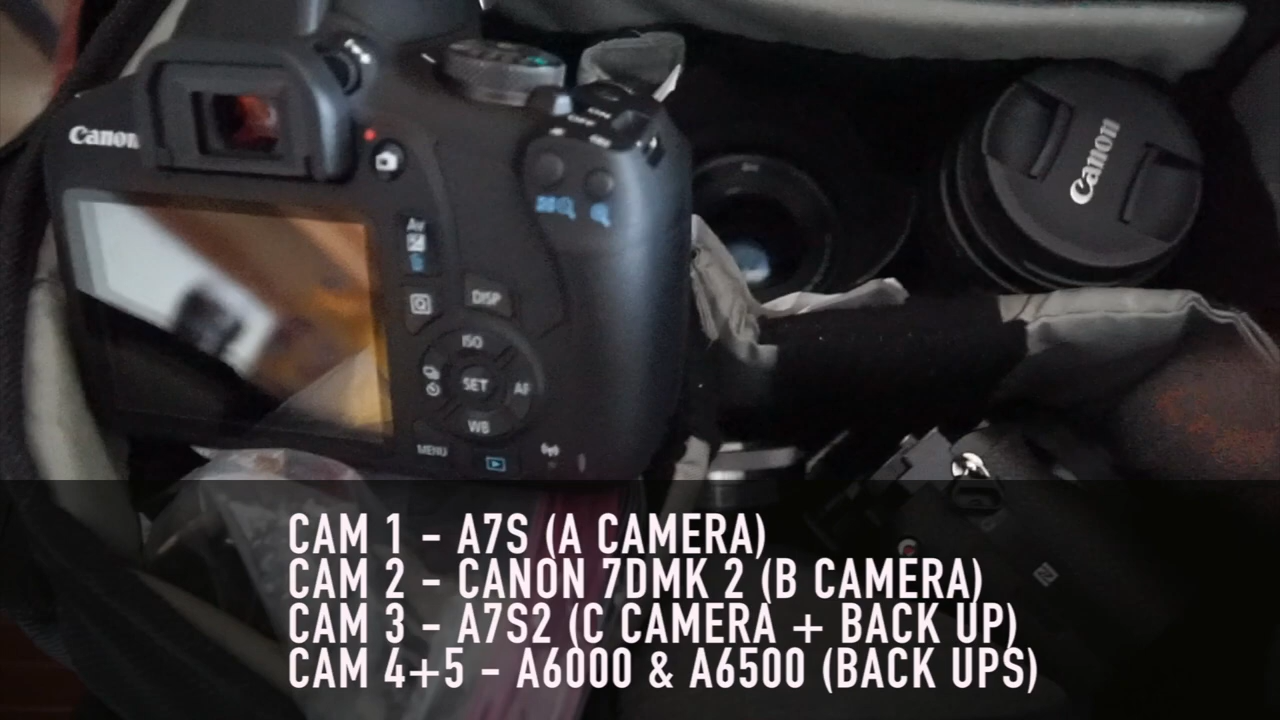 Canon
Canon
Av
DISP
ISO
SET
AF
WB
MENU
CAM 1 - A7S (A CAMERA)
CAM 2 - CANON 7DMK 2 (B CAMERA)
CAM 3 - A7S2 (C CAMERA + BACK UP)
CAM 4+5 - A6000 & A6500 (BACK UPS)